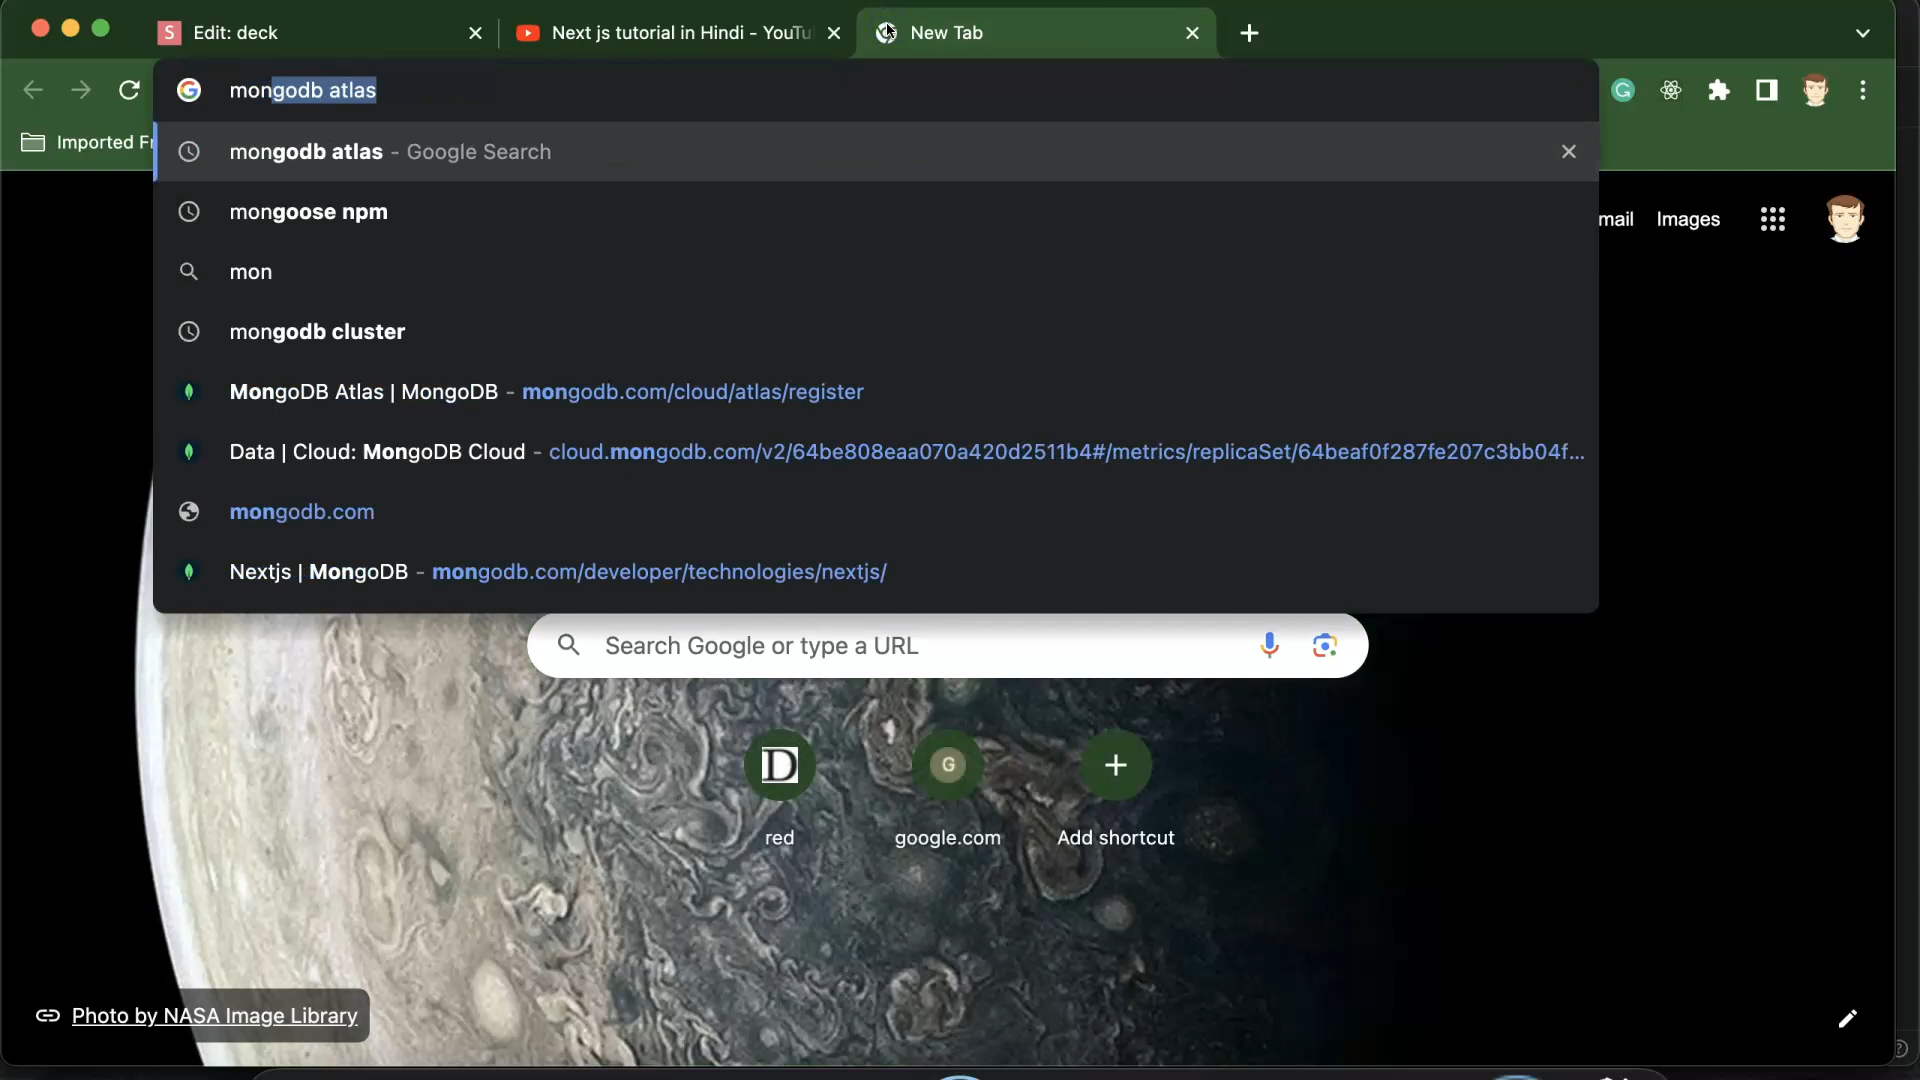 S Edit: deck
Next js tutorial in Hindi - YouTu
New Tab
mongodb atlas
Imported Fr
mongodb atlas - Google Search
mongoose npm
mon
mongodb cluster
MongoDB Atlas | MongoDB - mongodb.com/cloud/atlas/register
Data | Cloud: MongoDB Cloud - cloud.mongodb.com/v2/64be808eaa070a420d2511b4#/metrics/replicaSet/64beaf0f287fe207c3bb04f...
mongodb.com
Nextjs | MongoDB - mongodb.com/developer/technologies/nextjs/
mail Images
Search Google or type a URL
D
G
red
google.com
Add shortcut
Photo by NASA Image Library